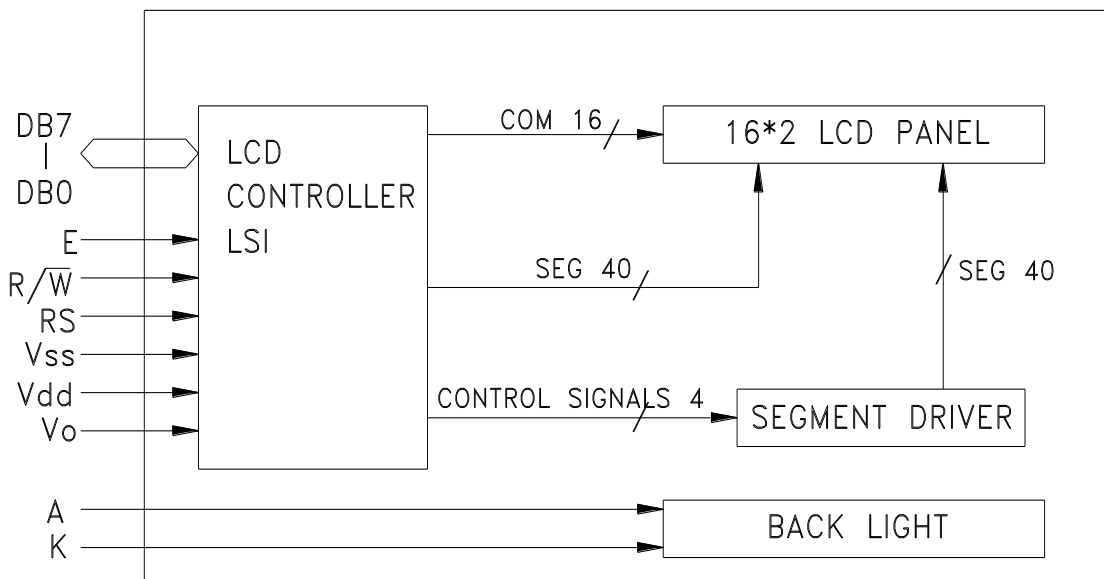 DB7
|
DB0
E
R/W̅
RS
Vss
Vdd
Vo
A
K
LCD
CONTROLLER
LSI
COM 16
16*2 LCD PANEL
SEG 40
SEG 40
CONTROL SIGNALS 4
SEGMENT DRIVER
BACK LIGHT